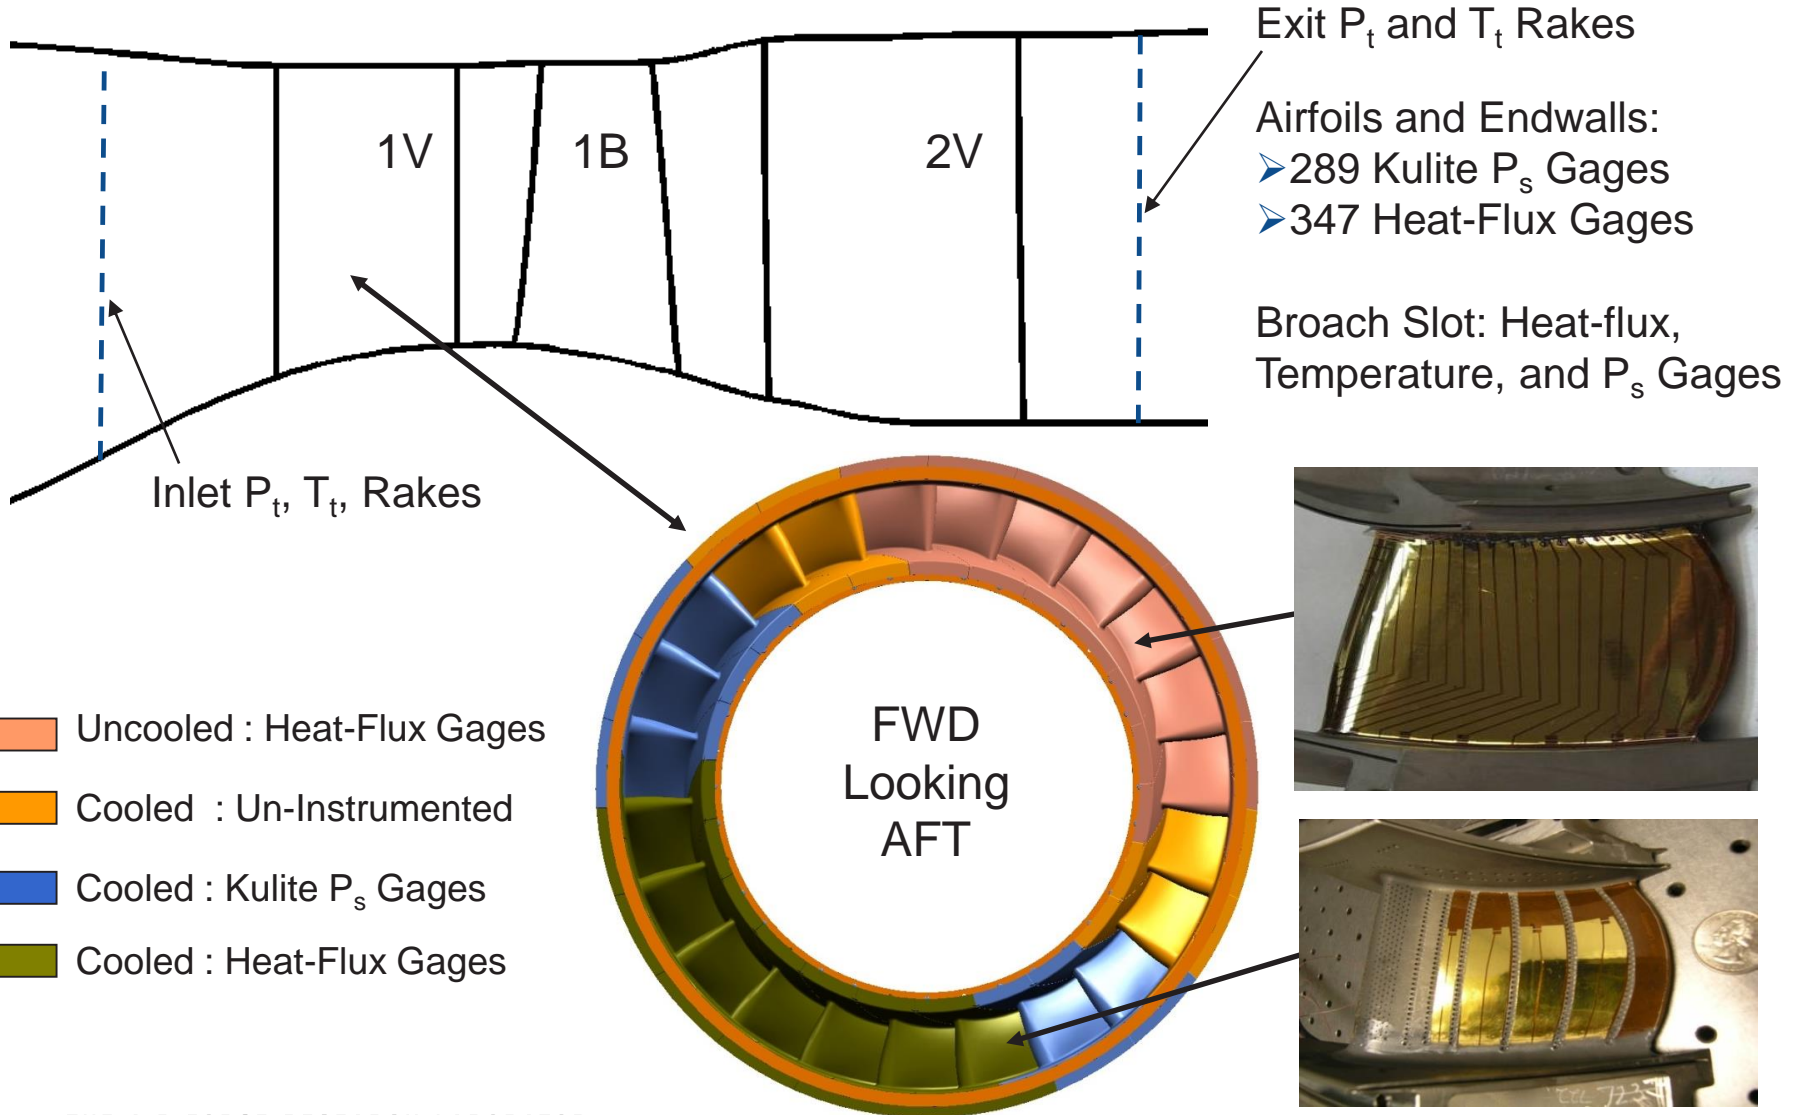 Exit Pt and Tt Rakes
Airfoils and Endwalls:
➢289 Kulite Ps Gages
➢347 Heat-Flux Gages
Broach Slot: Heat-flux,
Temperature, and Ps Gages
1V
1B
2V
Inlet Pt, Tt, Rakes
Uncooled : Heat-Flux Gages
Cooled : Un-Instrumented
Cooled : Kulite Ps Gages
Cooled : Heat-Flux Gages
FWD
Looking
AFT